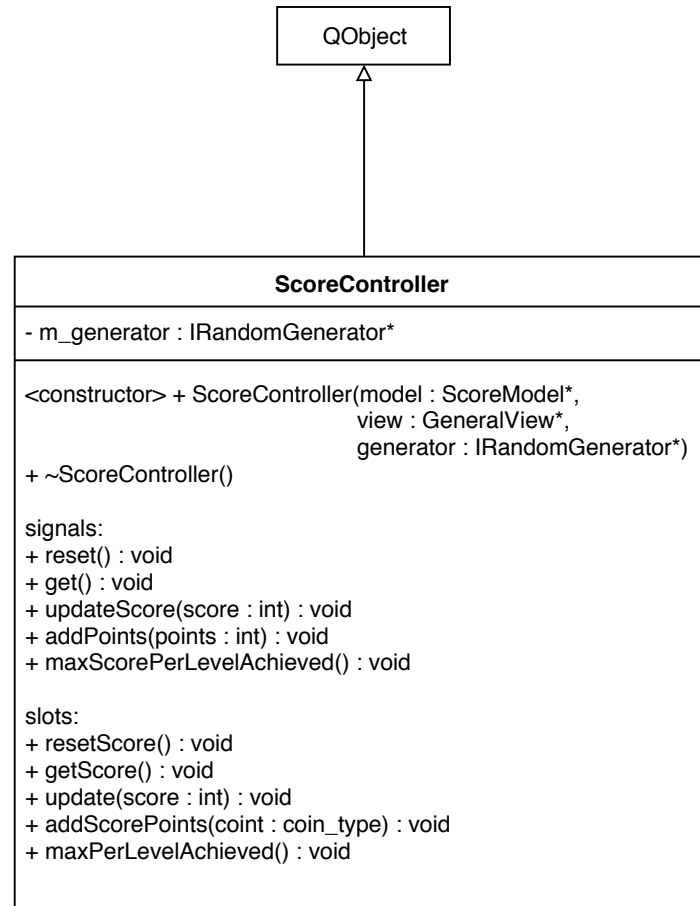 QObject
ScoreController
- m_generator : IRandomGenerator*
<constructor> + ScoreController(model : ScoreModel*,
view : GeneralView*,
generator : IRandomGenerator*)
+ ~ScoreController()
signals:
+ reset() : void
+ get() : void
+ updateScore(score : int) : void
+ addPoints(points : int) : void
+ maxScorePerLevelAchieved() : void
slots:
+ resetScore() : void
+ getScore() : void
+ update(score : int) : void
+ addScorePoints(coint : coin_type) : void
+ maxPerLevelAchieved() : void